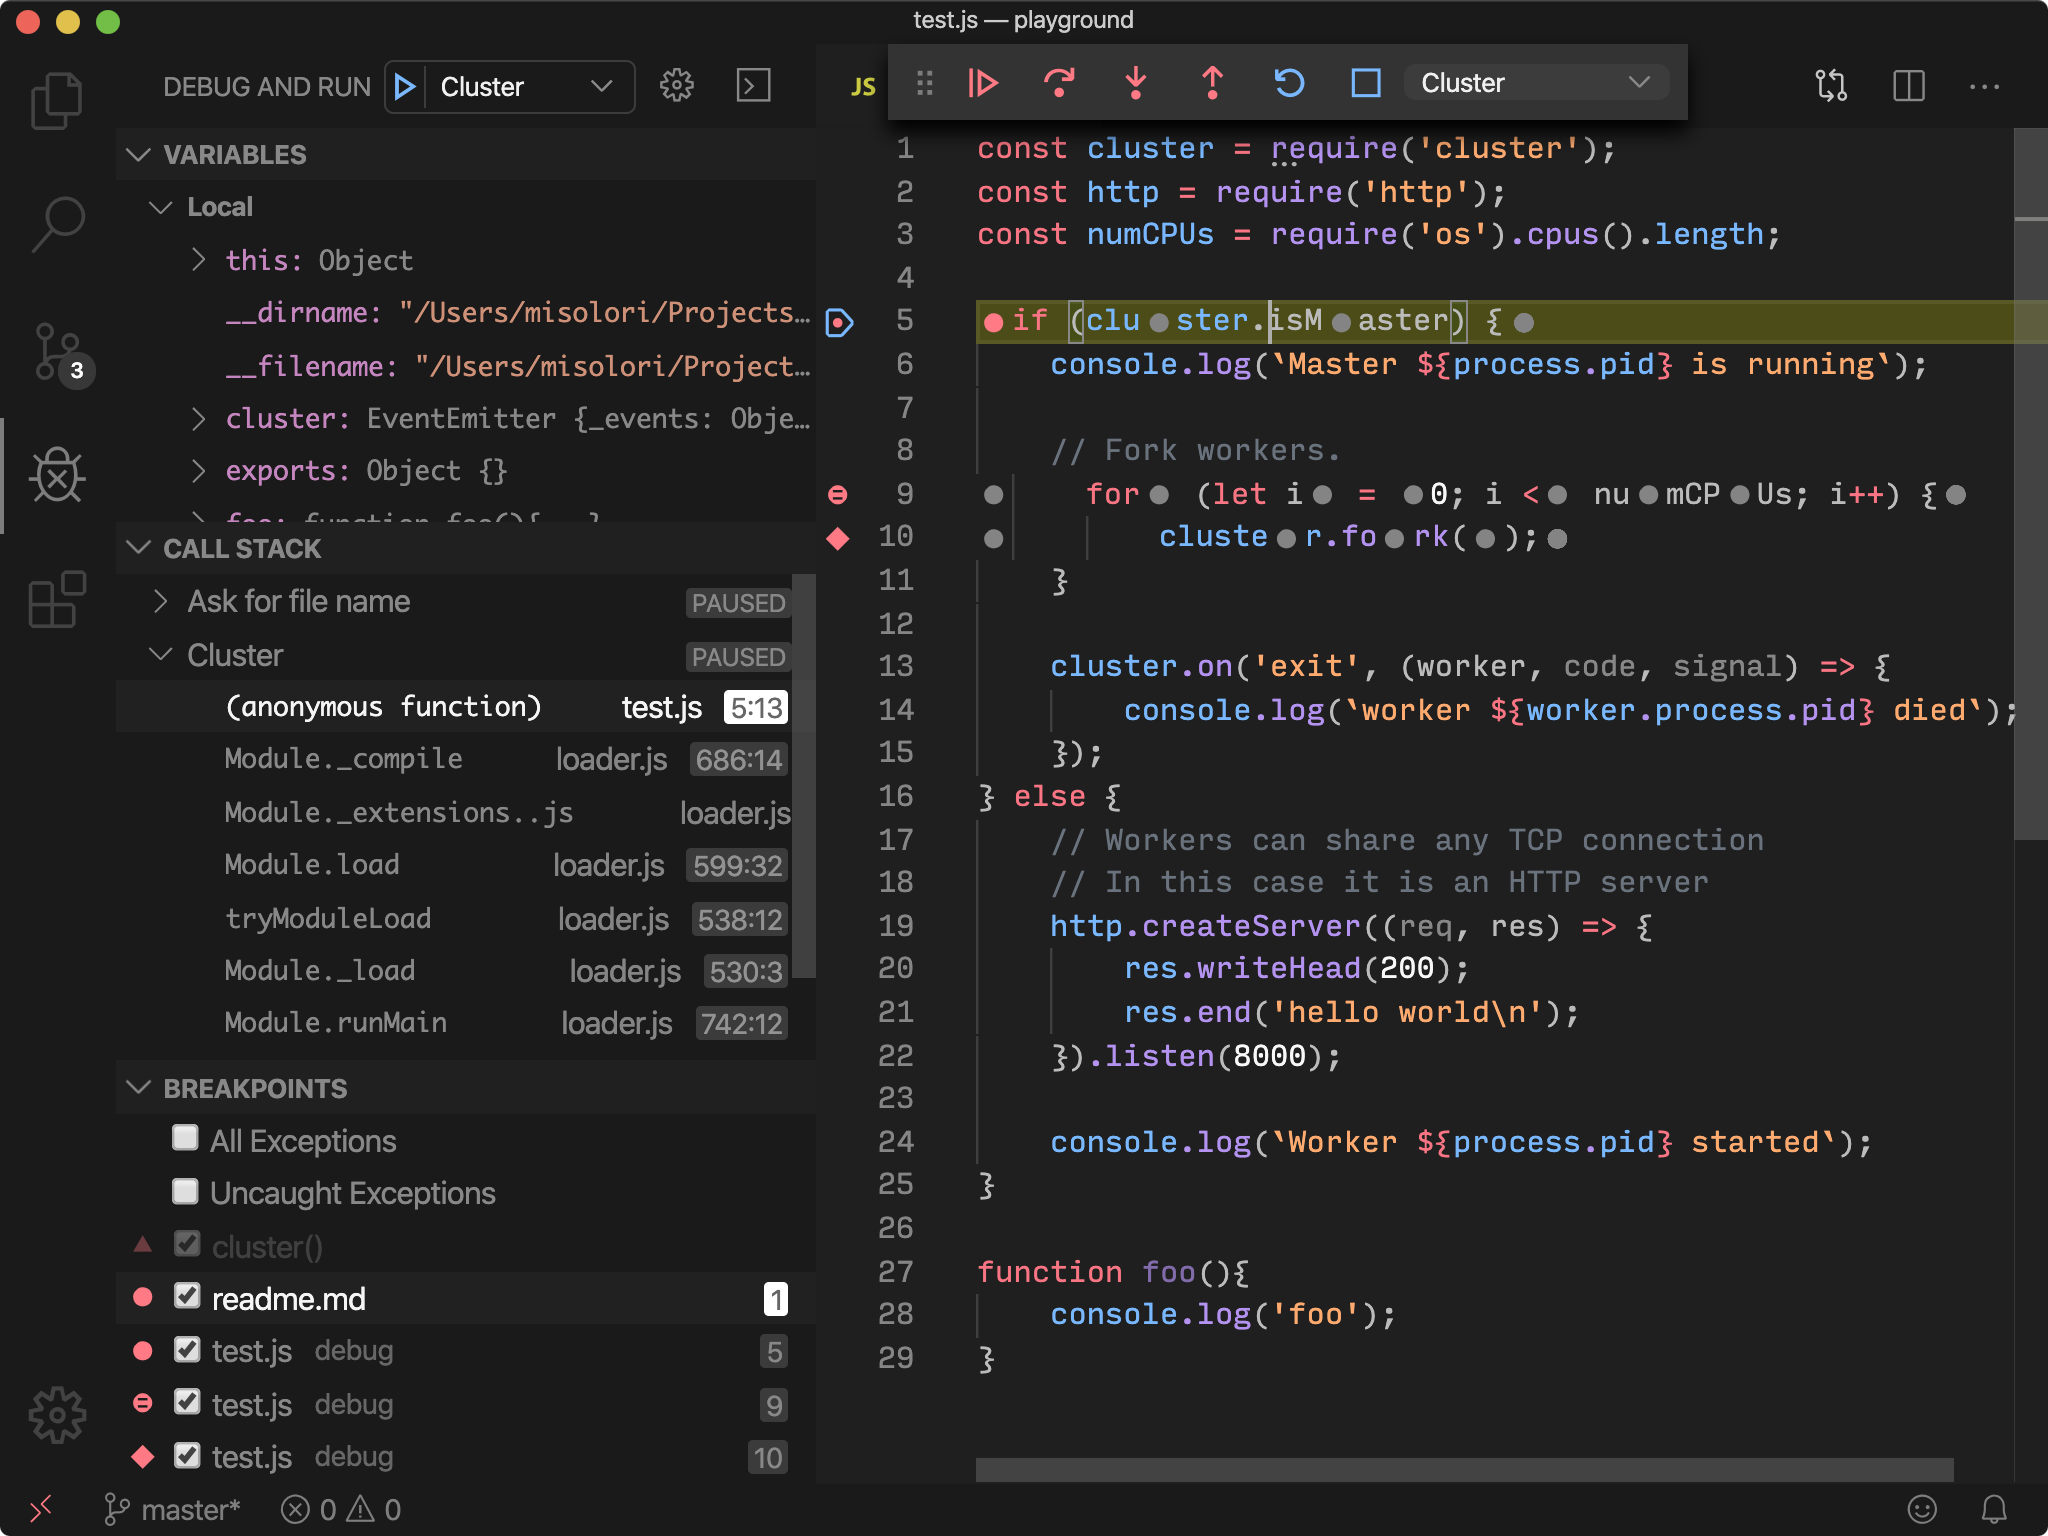 test.js — playground
DEBUG AND RUN Cluster
VARIABLES
Local
this: Object
__dirname: "/Users/misolori/Projects…
__filename: "/Users/misolori/Project…
cluster: EventEmitter {_events: Obje…
exports: Object {}
foo: function foo(){ … }
CALL STACK
Ask for file name PAUSED
Cluster PAUSED
(anonymous function) test.js 5:13
Module._compile loader.js 686:14
Module._extensions..js loader.js
Module.load loader.js 599:32
tryModuleLoad loader.js 538:12
Module._load loader.js 530:3
Module.runMain loader.js 742:12
BREAKPOINTS
All Exceptions
Uncaught Exceptions
cluster()
readme.md 1
test.js debug 5
test.js debug 9
test.js debug 10
3
JS
Cluster
1 const cluster = require('cluster');
2 const http = require('http');
3 const numCPUs = require('os').cpus().length;
4
5 if (cluster.isMaster) {
6 console.log(`Master ${process.pid} is running`);
7
8 // Fork workers.
9 for (let i = 0; i < numCPUs; i++) {
10 cluster.fork();
11 }
12
13 cluster.on('exit', (worker, code, signal) => {
14 console.log(`worker ${worker.process.pid} died`);
15 });
16 } else {
17 // Workers can share any TCP connection
18 // In this case it is an HTTP server
19 http.createServer((req, res) => {
20 res.writeHead(200);
21 res.end('hello world\n');
22 }).listen(8000);
23
24 console.log(`Worker ${process.pid} started`);
25 }
26
27 function foo(){
28 console.log('foo');
29 }
master* 0 0